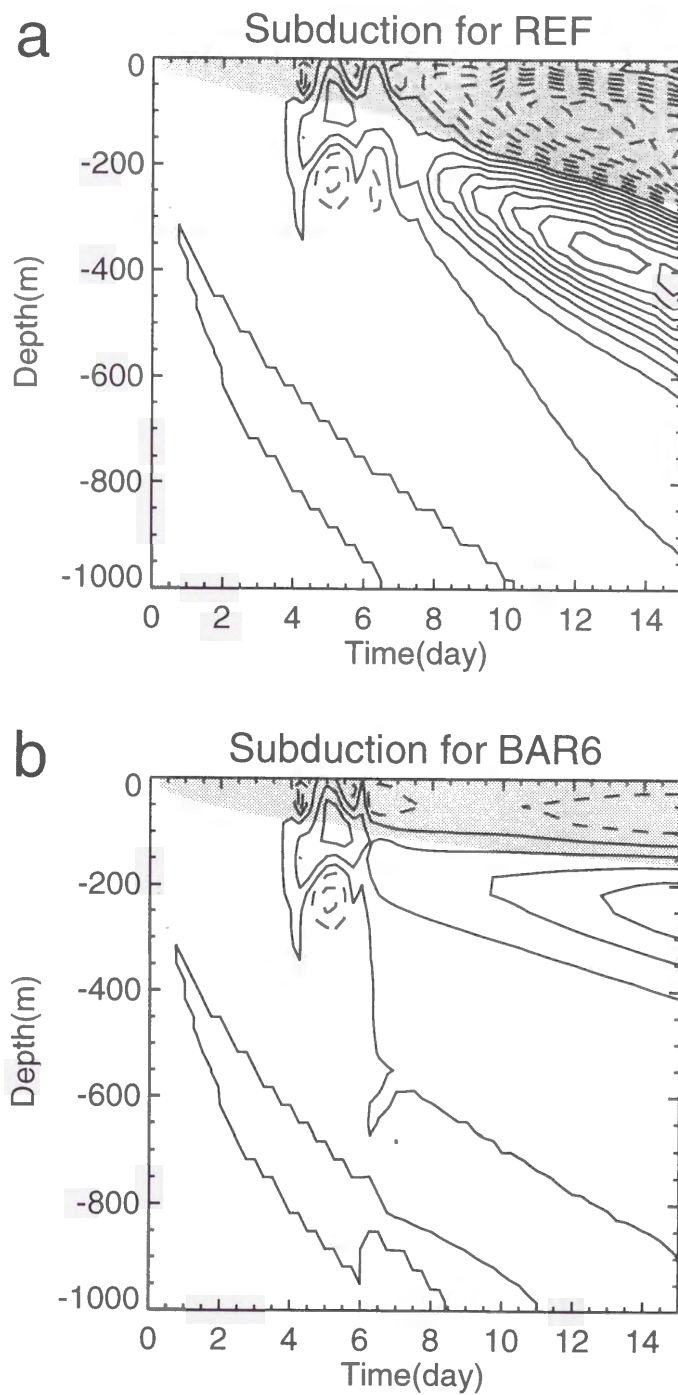 a
Subduction for REF
0
-200
-400
-600
-800
-1000
Depth(m)
0 2 4 6 8 10 12 14
Time(day)
b
Subduction for BAR6
0
-200
-400
-600
-800
-1000
Depth(m)
0 2 4 6 8 10 12 14
Time(day)